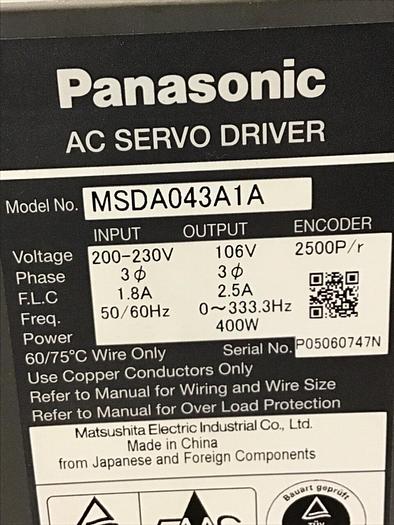 Panasonic
AC SERVO DRIVER
Model No. MSDA043A1A
INPUT OUTPUT ENCODER
Voltage 200-230V 106V 2500P/r
Phase 3ϕ 3ϕ
F.L.C 1.8A 2.5A
Freq. 50/60Hz 0～333.3Hz
Power 400W
60/75℃ Wire Only Serial No. P05060747N
Use Copper Conductors Only
Refer to Manual for Wiring and Wire Size
Refer to Manual for Over Load Protection
Matsushita Electric Industrial Co., Ltd.
Made in China
from Japanese and Foreign Components
Bauart geprüft
TÜV